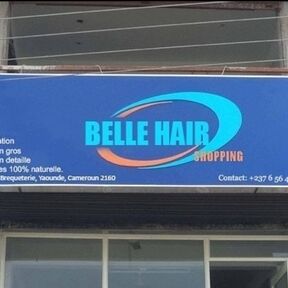 ation
n gros
n detaille
es 100% naturelle.
Brequeterie, Yaounde, Cameroun 2160
BELLE HAIR
SHOPPING
Contact: +237 6 56 4